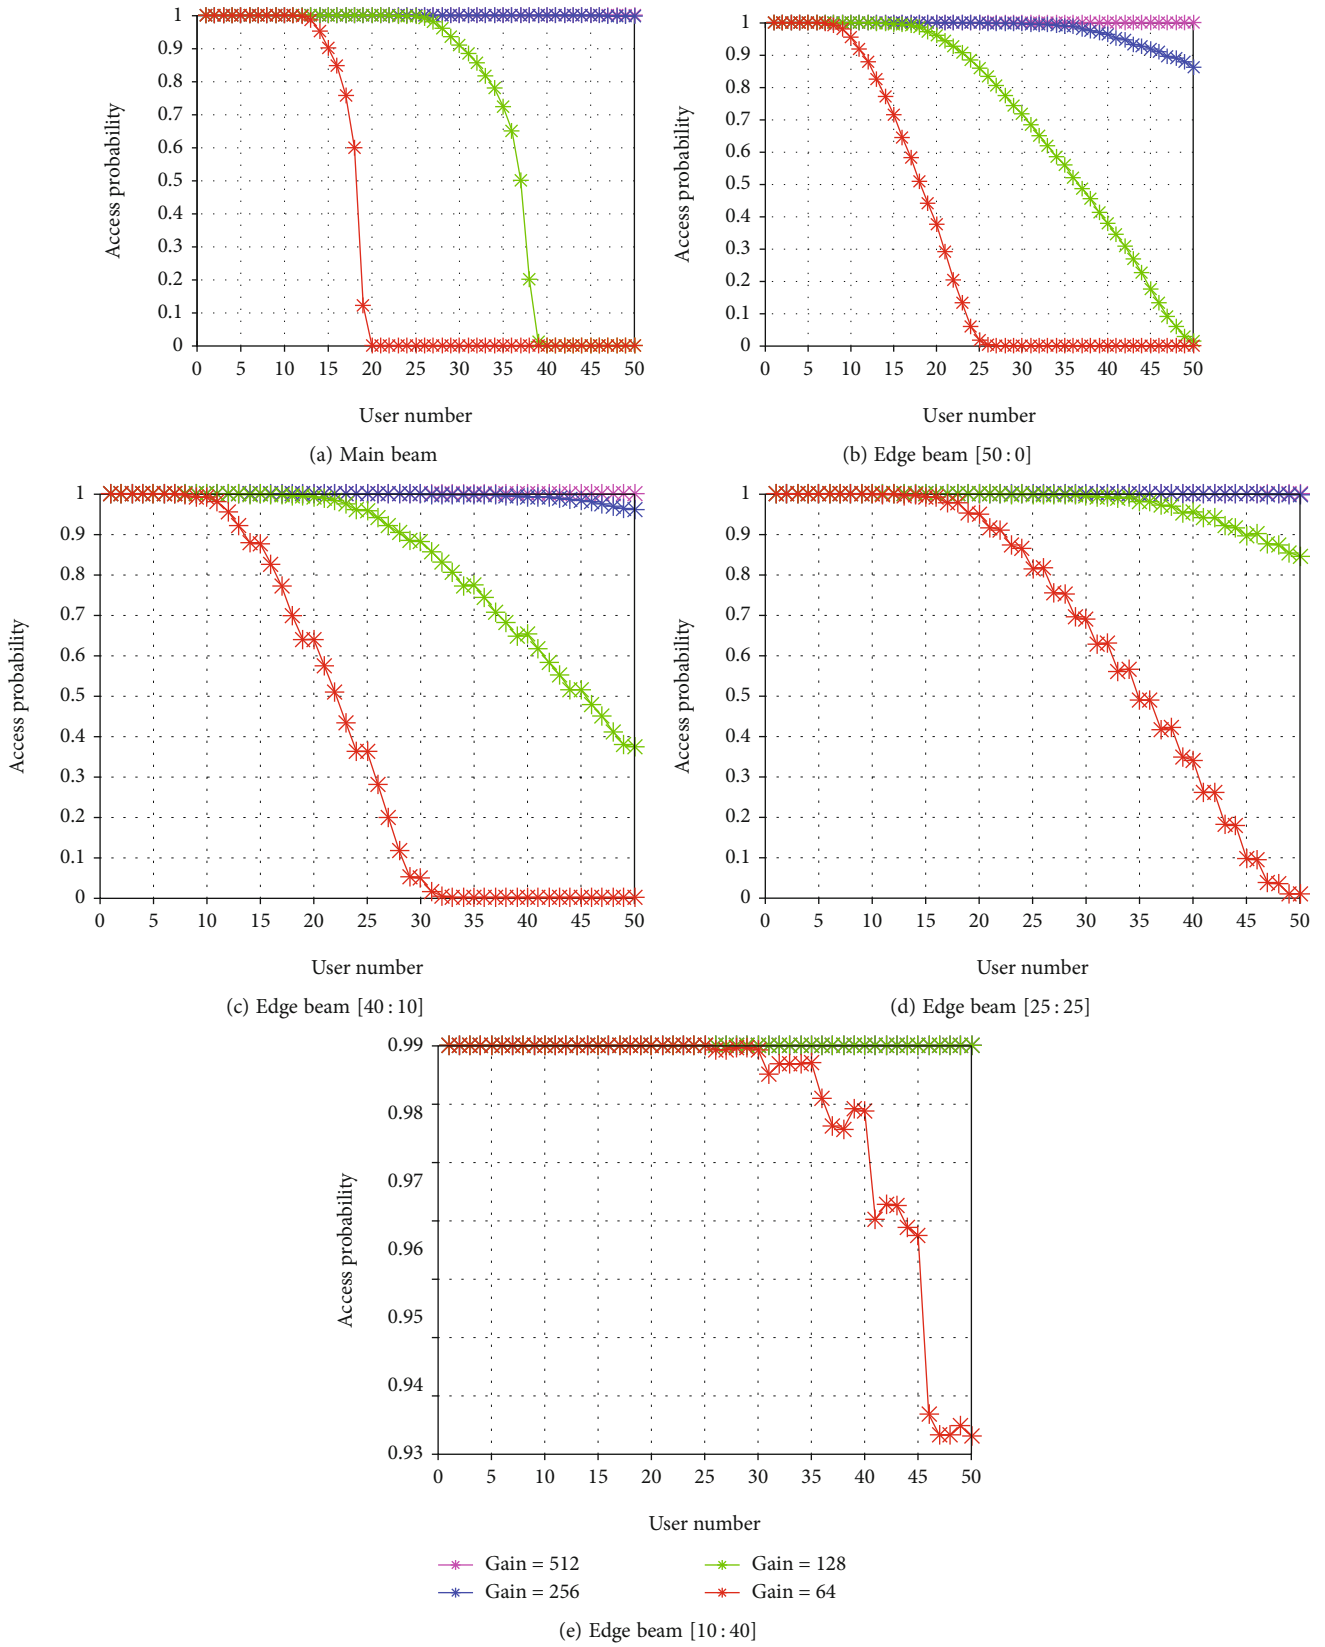 1
0.9
0.8
0.7
0.6
0.5
0.4
0.3
0.2
0.1
0
Access probability
0 5 10 15 20 25 30 35 40 45 50
User number
(a) Main beam
1
0.9
0.8
0.7
0.6
0.5
0.4
0.3
0.2
0.1
0
Access probability
0 5 10 15 20 25 30 35 40 45 50
User number
(b) Edge beam [50 : 0]
1
0.9
0.8
0.7
0.6
0.5
0.4
0.3
0.2
0.1
0
Access probability
0 5 10 15 20 25 30 35 40 45 50
User number
(c) Edge beam [40 : 10]
1
0.9
0.8
0.7
0.6
0.5
0.4
0.3
0.2
0.1
0
Access probability
0 5 10 15 20 25 30 35 40 45 50
User number
(d) Edge beam [25 : 25]
0.99
0.98
0.97
0.96
0.95
0.94
0.93
Access probability
0 5 10 15 20 25 30 35 40 45 50
User number
Gain = 512
Gain = 256
Gain = 128
Gain = 64
(e) Edge beam [10 : 40]